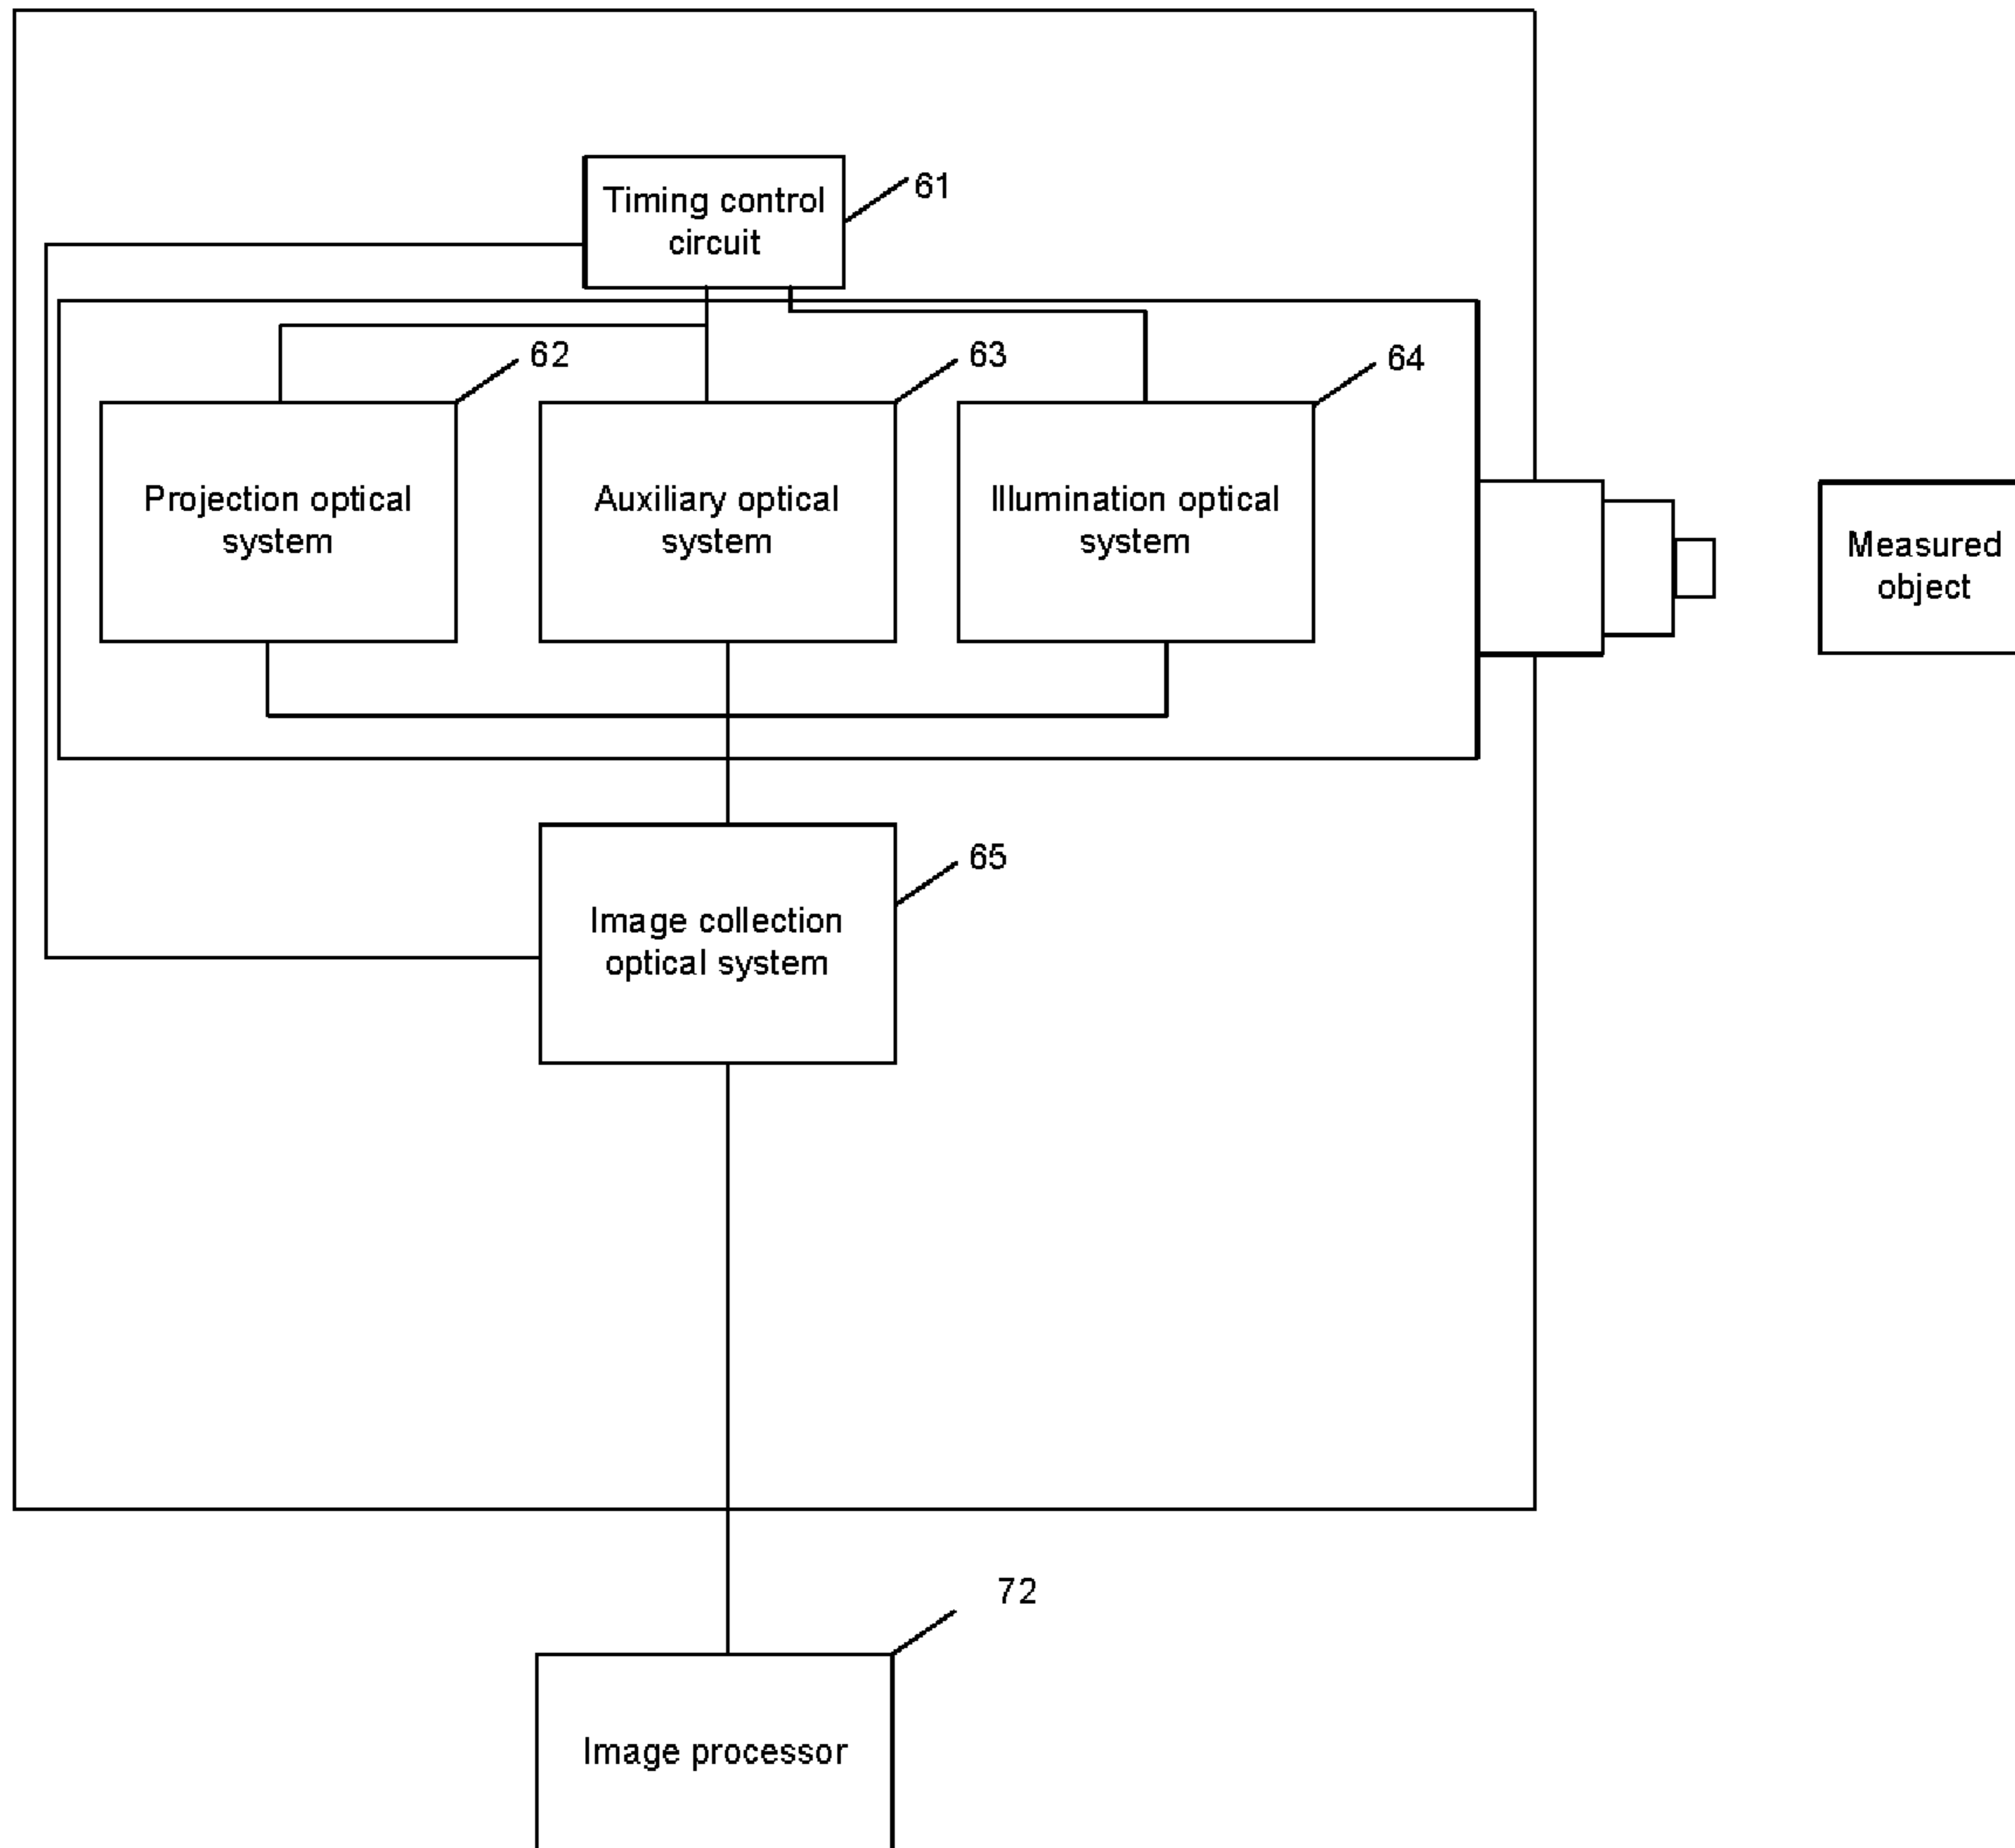 Timing control
circuit
61
62
63
64
Projection optical
system
Auxiliary optical
system
Illumination optical
system
Measured
object
65
Image collection
optical system
72
Image processor